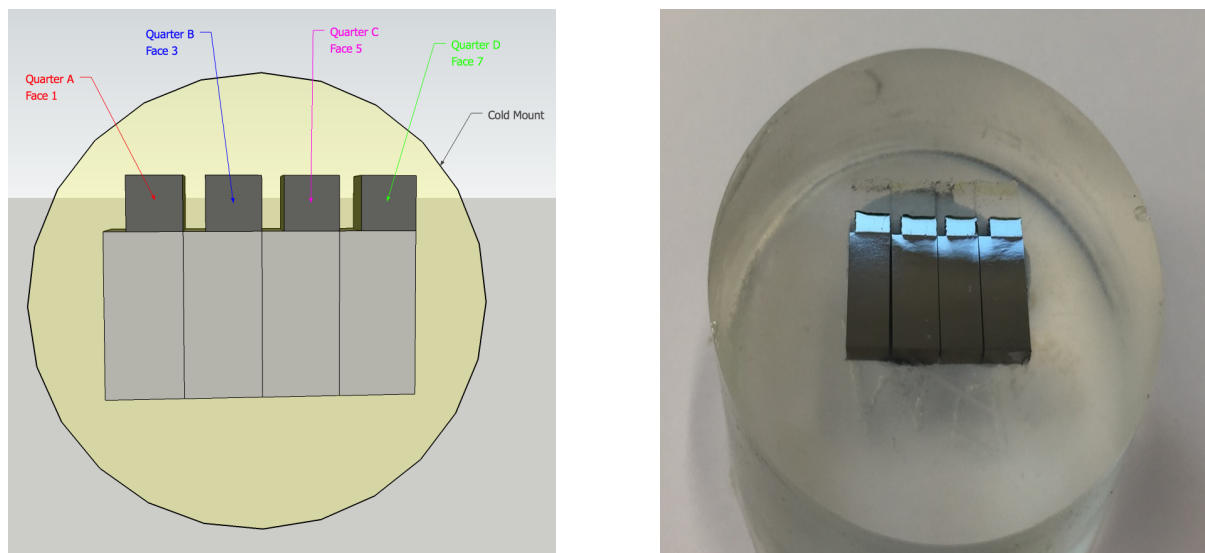 Quarter A
Face 1
Quarter B
Face 3
Quarter C
Face 5
Quarter D
Face 7
Cold Mount